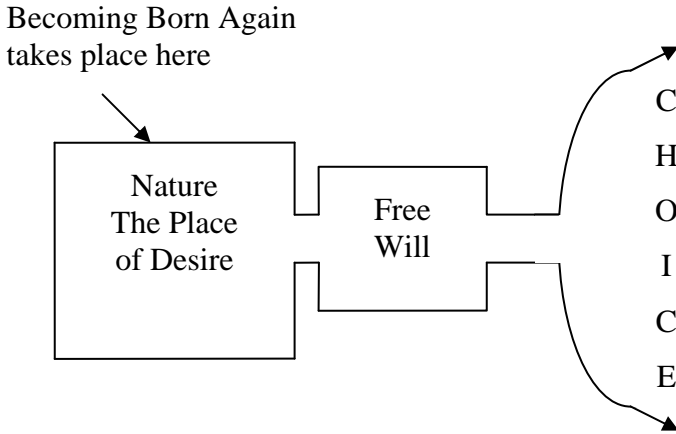 Becoming Born Again
takes place here
Nature
The Place
of Desire
Free
Will
C
H
O
I
C
E